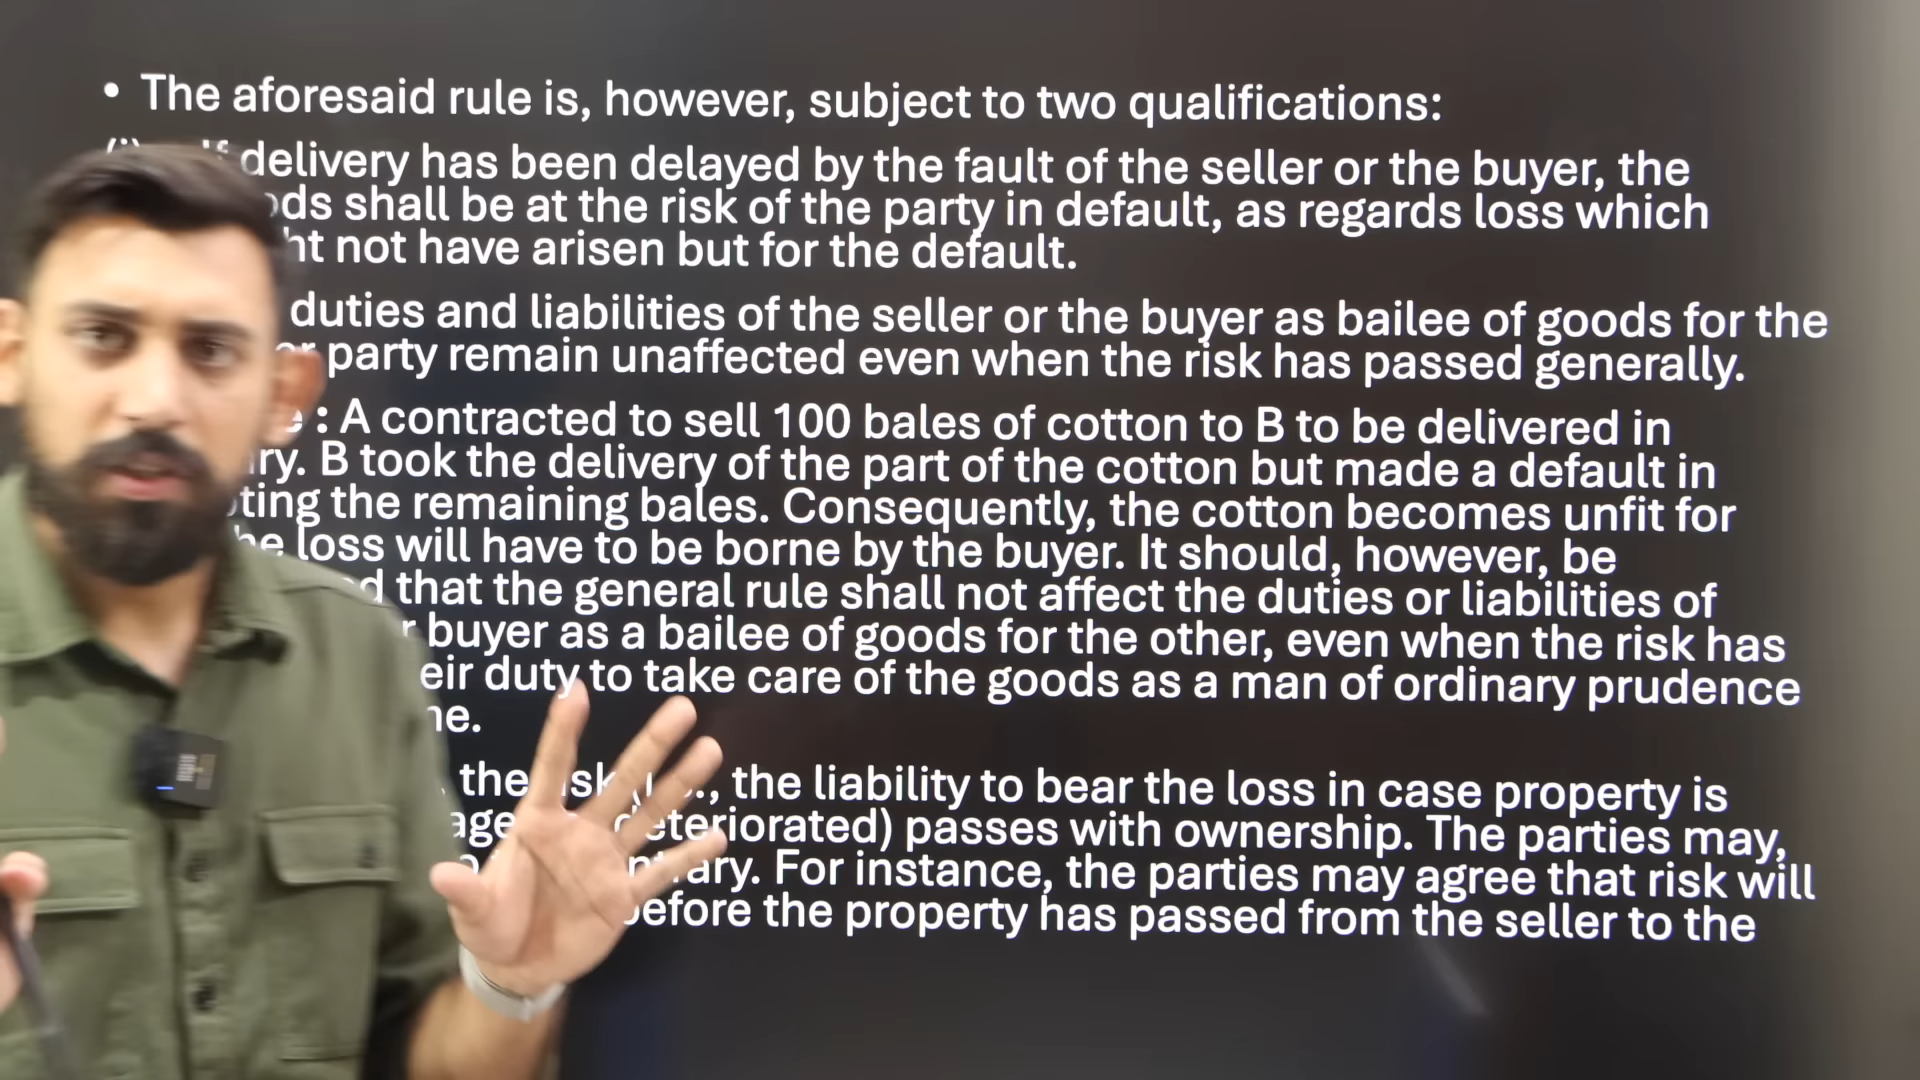 • The aforesaid rule is, however, subject to two qualifications:
(i) If delivery has been delayed by the fault of the seller or the buyer, the
shall be at the risk of the party in default, as regards loss which
not have arisen but for the default.
duties and liabilities of the seller or the buyer as bailee of goods for the
party remain unaffected even when the risk has passed generally.
: A contracted to sell 100 bales of cotton to B to be delivered in
B took the delivery of the part of the cotton but made a default in
the remaining bales. Consequently, the cotton becomes unfit for
loss will have to be borne by the buyer. It should, however, be
that the general rule shall not affect the duties or liabilities of
buyer as a bailee of goods for the other, even when the risk has
duty to take care of the goods as a man of ordinary prudence
the risk the liability to bear the loss in case property is
deteriorated) passes with ownership. The parties may,
For instance, the parties may agree that risk will
before the property has passed from the seller to the